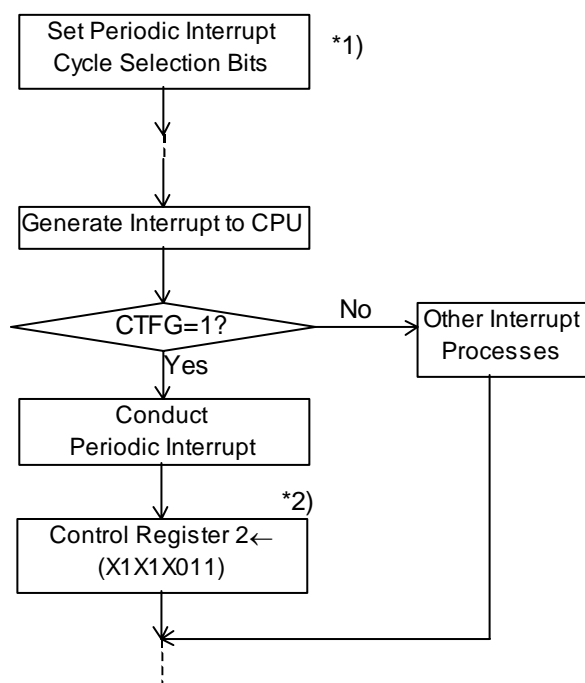 Set Periodic Interrupt
Cycle Selection Bits
*1)
Generate Interrupt to CPU
CTFG=1?
No
Other Interrupt
Processes
Yes
Conduct
Periodic Interrupt
*2)
Control Register 2←
(X1X1X011)